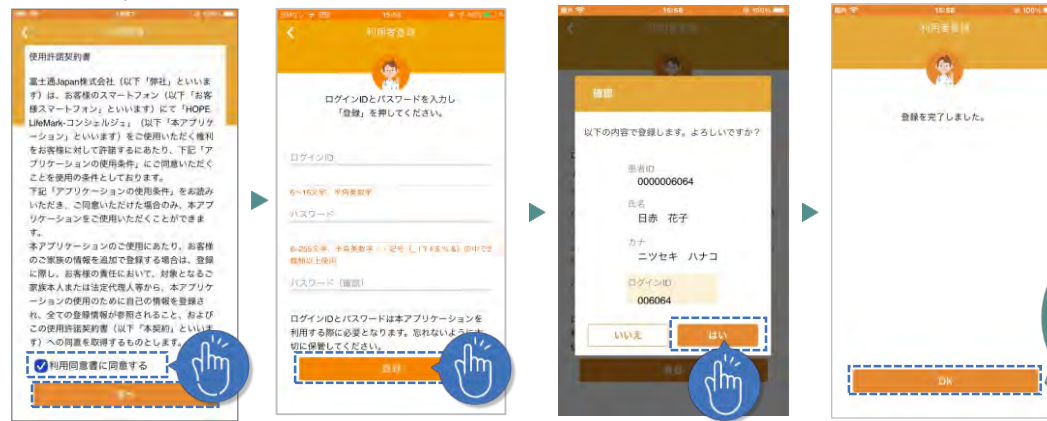 使用許諾契約書
富士通Japan株式会社(以下「弊社」といいま
す)は、お客様のスマートフォン(以下「お客
様スマートフォン」といいます)にて「HOPE
LifeMark-コンシェルジュ」(以下「本アプリケ
ーション」といいます)をご使用いただく権利
をお客様に対して許諾するにあたり、下記「ア
プリケーションの使用条件」にご同意いただく
ことを使用の条件としております。
下記「アプリケーションの使用条件」をお読み
いただき、ご同意いただけた場合のみ、本アプ
リケーションをご使用いただくことができま
す。
本アプリケーションのご使用にあたり、お客様
のご家族の情報を追加で登録する場合は、登録
に際し、お客様の責任において、対象となるご
家族本人または法定代理人等から、本アプリケ
ーションの使用のために自己の情報を登録さ
れ、全ての登録情報が参照されること、および
この使用許諾契約書(以下「本契約」といいま
す)への同意を取得するものとします。
利用同意書に同意する
次へ
15:58
利用者登録
ログインIDとパスワードを入力し
「登録」を押してください。
ログインID
6~16文字、半角英数字
パスワード
パスワード(確認)
ログインIDとパスワードは本アプリケーションを
利用する際に必要となります。忘れないように大
切に保管してください。
登録
15:58
100%
確認
以下の内容で登録します。よろしいですか?
患者ID
0000006064
氏名
日赤 花子
カナ
ニツセキ ハナコ
ログインID
006064
いいえ
はい
登録
15:58
100%
利用者登録
登録を完了しました。
OK